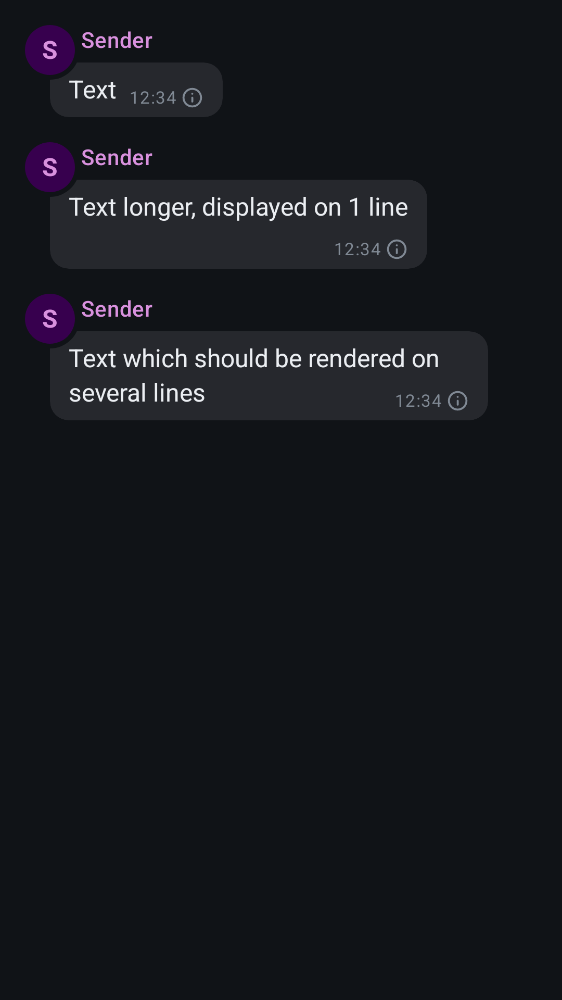 S Sender
Text 12:34
S Sender
Text longer, displayed on 1 line
12:34
S Sender
Text which should be rendered on
several lines 12:34